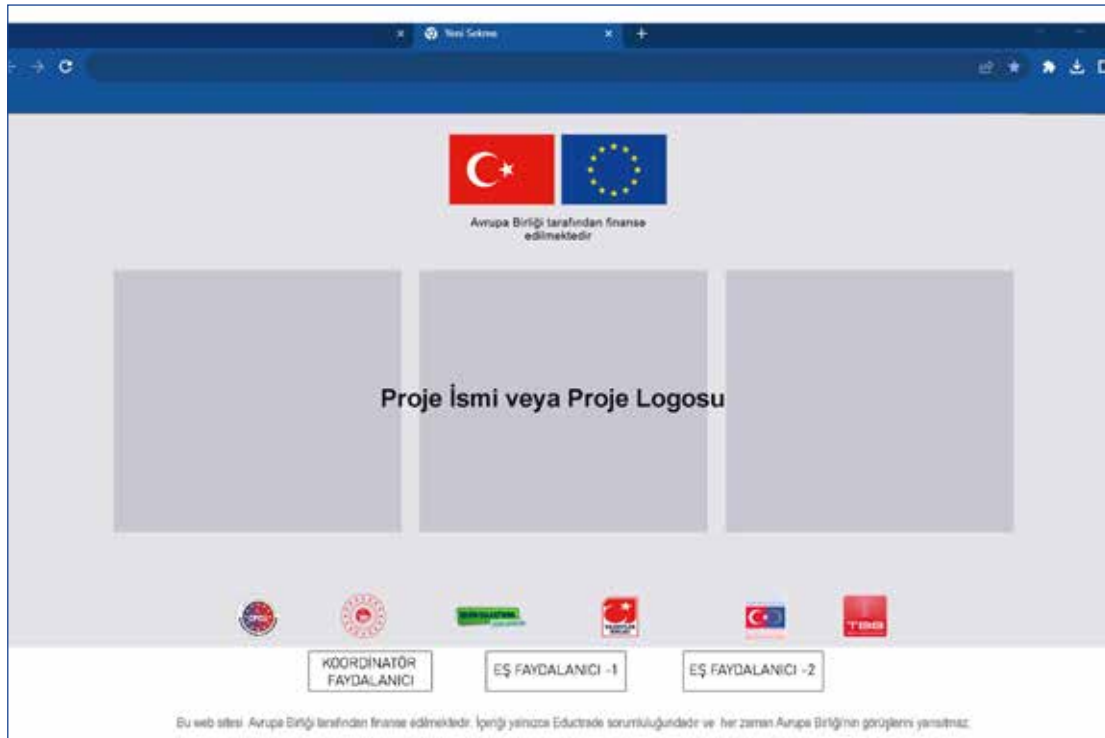 Yeni Sekme
Avrupa Birliği tarafından finanse
edilmektedir
Proje İsmi veya Proje Logosu
TBB
KOORDİNATÖR
FAYDALANICI
EŞ FAYDALANICI -1
EŞ FAYDALANICI -2
Bu web sitesi Avrupa Birliği tarafından finanse edilmektedir. İçeriği yalnızca Eductrade sorumluluğundadır ve her zaman Avrupa Birliği'nin görüşlerini yansıtmaz.